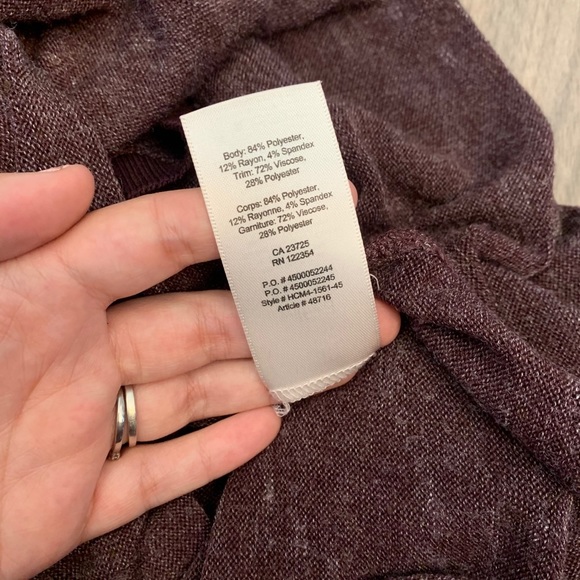 Body: 84% Polyester,
12% Rayon, 4% Spandex
Trim: 72% Viscose,
28% Polyester
Corps: 84% Polyester,
12% Rayonne, 4% Spandex
Garniture: 72% Viscose,
28% Polyester
CA 23725
RN 122354
P.O. # 4500052244
P.O. # 4500052245
Style # HCM4-1561-45
Article # 48716